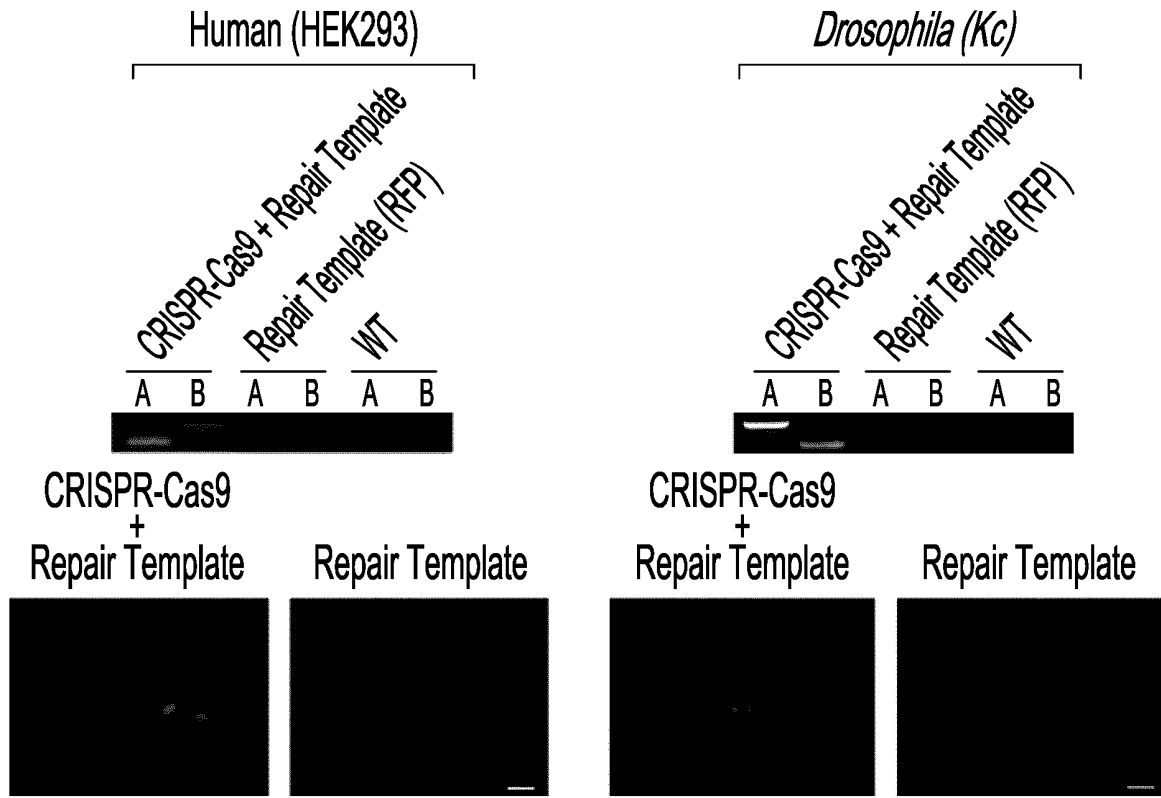 Human (HEK293)
CRISPR-Cas9 + Repair Template
Repair Template (RFP)
WT
A B A B A B
CRISPR-Cas9
+
Repair Template
Repair Template
Drosophila (Kc)
CRISPR-Cas9 + Repair Template
Repair Template (RFP)
WT
A B A B A B
CRISPR-Cas9
+
Repair Template
Repair Template